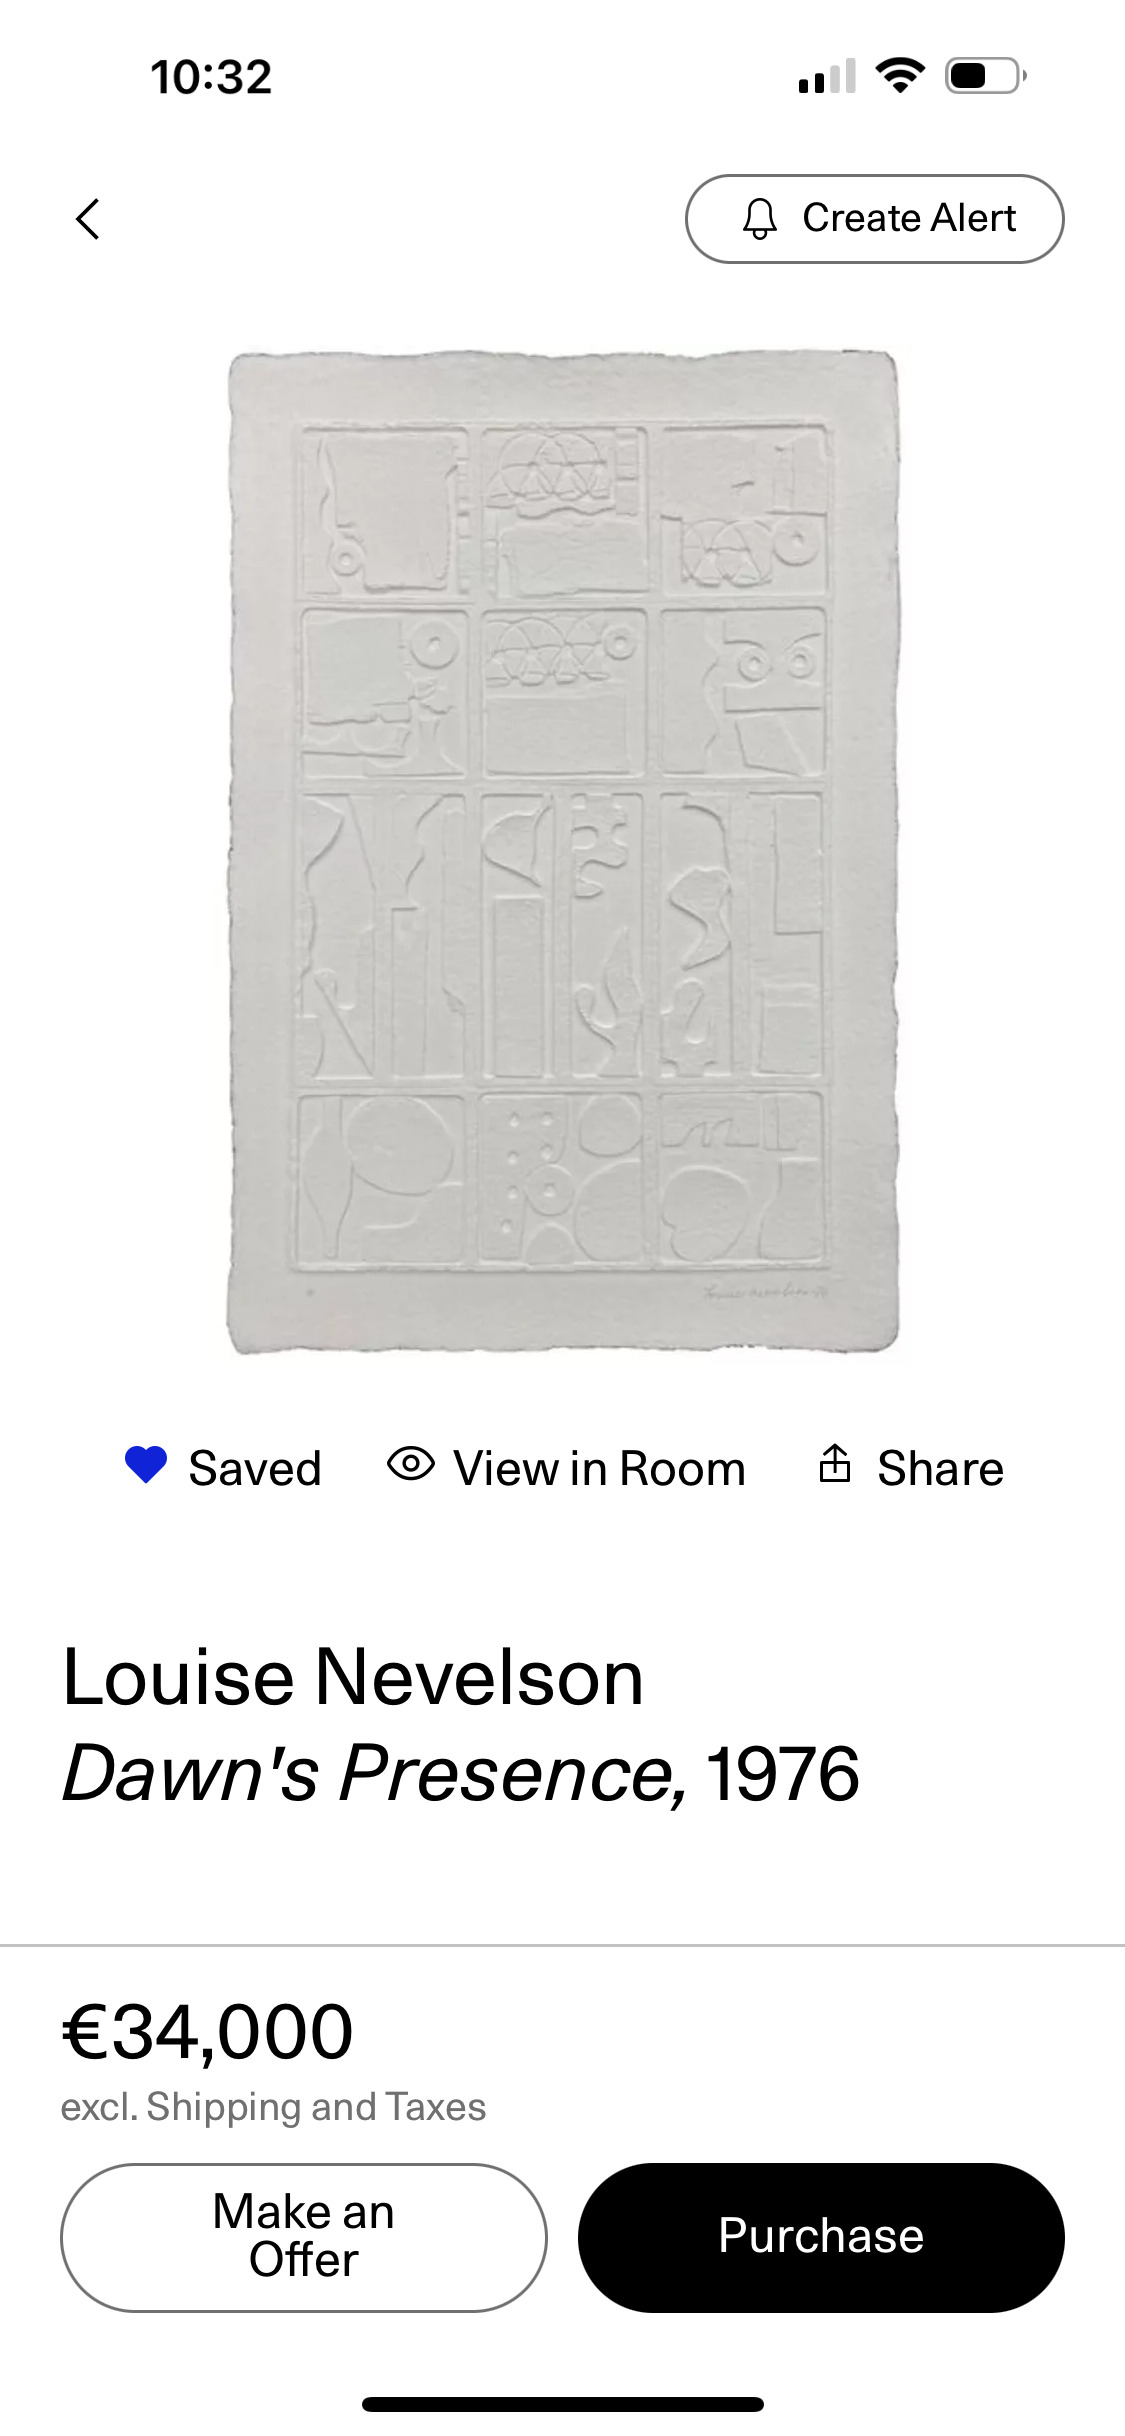 10:32
Create Alert
Saved
View in Room
Share
Louise Nevelson
Dawn's Presence, 1976
€34,000
excl. Shipping and Taxes
Make an
Offer
Purchase